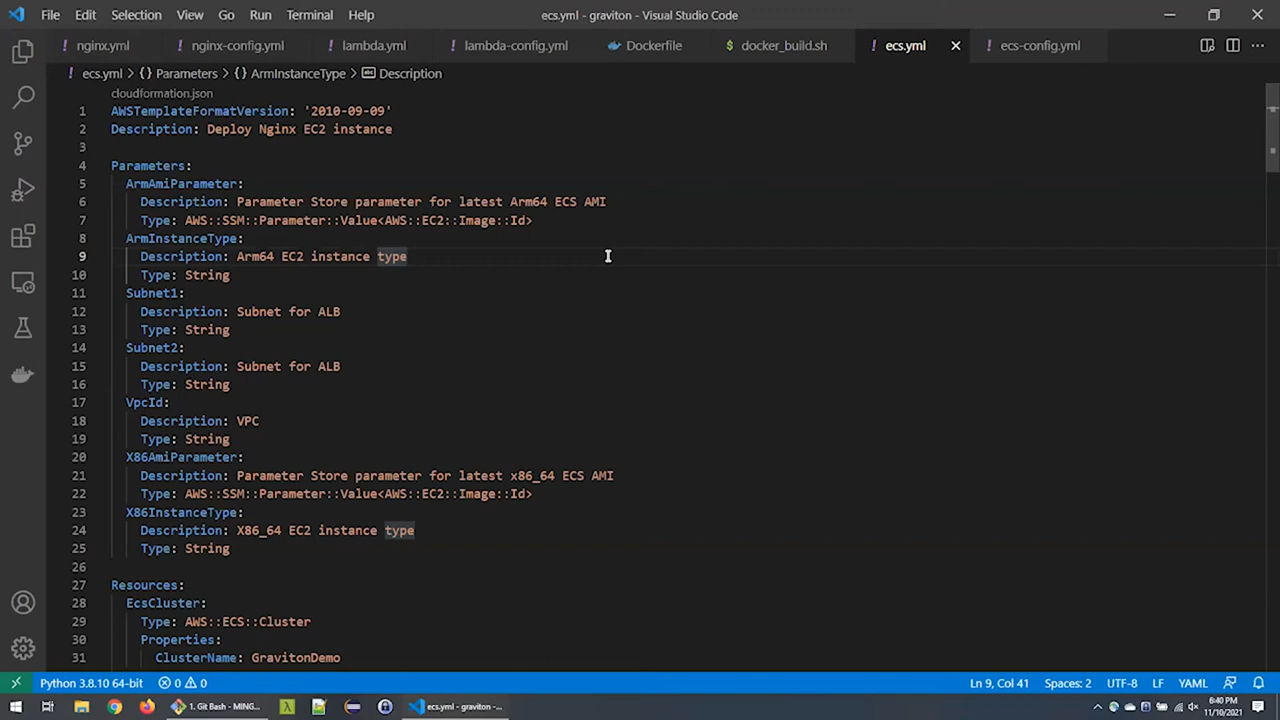 File Edit Selection View Go Run Terminal Help
ecs.yml - graviton - Visual Studio Code
! nginx.yml ! nginx-config.yml ! lambda.yml ! lambda-config.yml Dockerfile $ docker_build.sh ! ecs.yml ! ecs-config.yml
! ecs.yml > {} Parameters > {} ArmInstanceType > abc Description
cloudformation.json
1 AWSTemplateFormatVersion: '2010-09-09'
2 Description: Deploy Nginx EC2 instance
3
4 Parameters:
5 ArmAmiParameter:
6 Description: Parameter Store parameter for latest Arm64 ECS AMI
7 Type: AWS::SSM::Parameter::Value<AWS::EC2::Image::Id>
8 ArmInstanceType:
9 Description: Arm64 EC2 instance type
10 Type: String
11 Subnet1:
12 Description: Subnet for ALB
13 Type: String
14 Subnet2:
15 Description: Subnet for ALB
16 Type: String
17 VpcId:
18 Description: VPC
19 Type: String
20 X86AmiParameter:
21 Description: Parameter Store parameter for latest x86_64 ECS AMI
22 Type: AWS::SSM::Parameter::Value<AWS::EC2::Image::Id>
23 X86InstanceType:
24 Description: X86_64 EC2 instance type
25 Type: String
26
27 Resources:
28 EcsCluster:
29 Type: AWS::ECS::Cluster
30 Properties:
31 ClusterName: GravitonDemo
Python 3.8.10 64-bit 0 0 Ln 9, Col 41 Spaces: 2 UTF-8 LF YAML
1. Git Bash - MING... ecs.yml - graviton -...
8:40 PM
11/10/2021